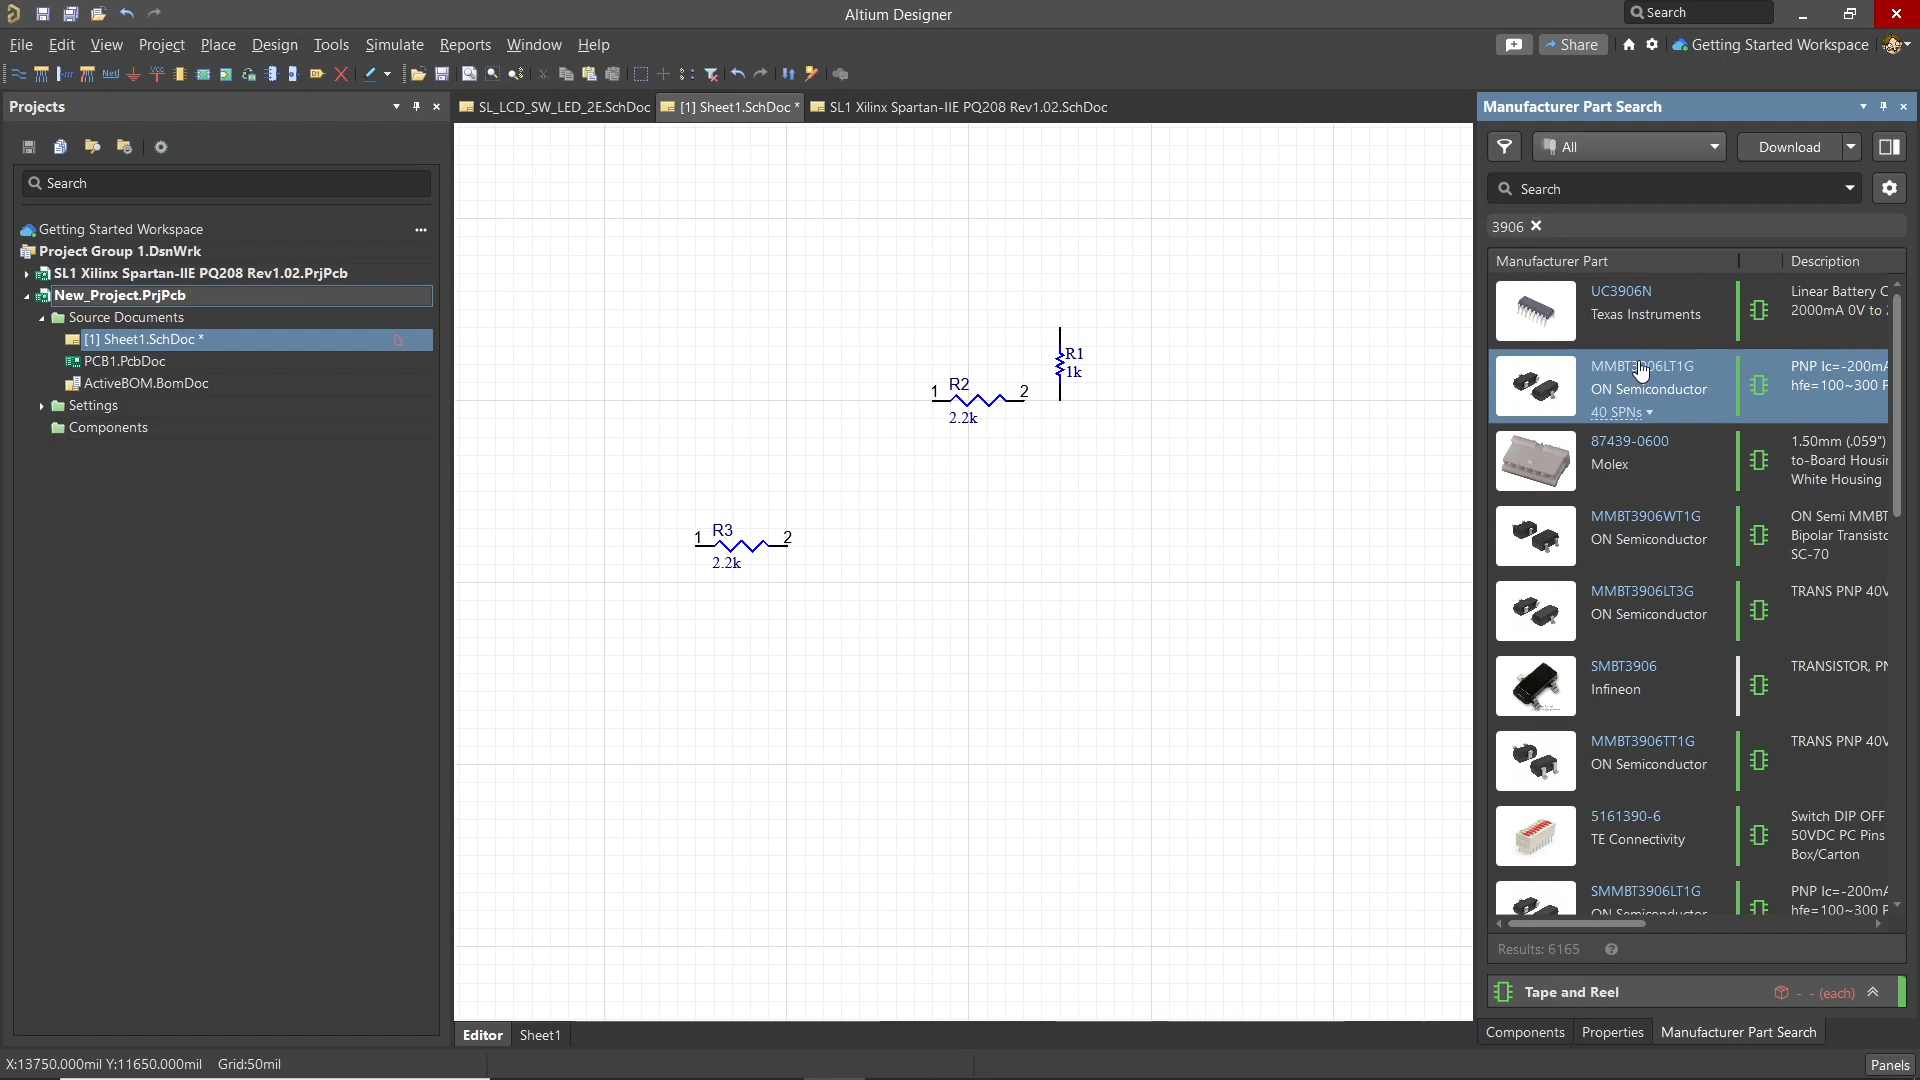 Altium Designer
Search
File Edit View Project Place Design Tools Simulate Reports Window Help
Share
Getting Started Workspace
Net
Vcc
Projects
SL_LCD_SW_LED_2E.SchDoc
[1] Sheet1.SchDoc *
SL1 Xilinx Spartan-IIE PQ208 Rev1.02.SchDoc
Search
Getting Started Workspace
Project Group 1.DsnWrk
SL1 Xilinx Spartan-IIE PQ208 Rev1.02.PrjPcb
New_Project.PrjPcb
Source Documents
[1] Sheet1.SchDoc *
PCB1.PcbDoc
ActiveBOM.BomDoc
Settings
Components
R1
1k
1 R2 2
2.2k
1 R3 2
2.2k
Manufacturer Part Search
All
Download
Search
3906
Manufacturer Part
Description
UC3906N
Texas Instruments
Linear Battery C
2000mA 0V to
MMBT3906LT1G
ON Semiconductor
40 SPNs
PNP Ic=-200mA
hfe=100~300 F
87439-0600
Molex
1.50mm (.059")
to-Board Housi
White Housing
MMBT3906WT1G
ON Semiconductor
ON Semi MMBT
Bipolar Transisto
SC-70
MMBT3906LT3G
ON Semiconductor
TRANS PNP 40V
SMBT3906
Infineon
TRANSISTOR, PN
MMBT3906TT1G
ON Semiconductor
TRANS PNP 40V
5161390-6
TE Connectivity
Switch DIP OFF
50VDC PC Pins
Box/Carton
SMMBT3906LT1G
ON Semiconductor
PNP Ic=-200mA
hfe=100~300 F
Results: 6165
Tape and Reel
- - (each)
Components
Properties
Manufacturer Part Search
Editor
Sheet1
X:13750.000mil Y:11650.000mil Grid:50mil
Panels